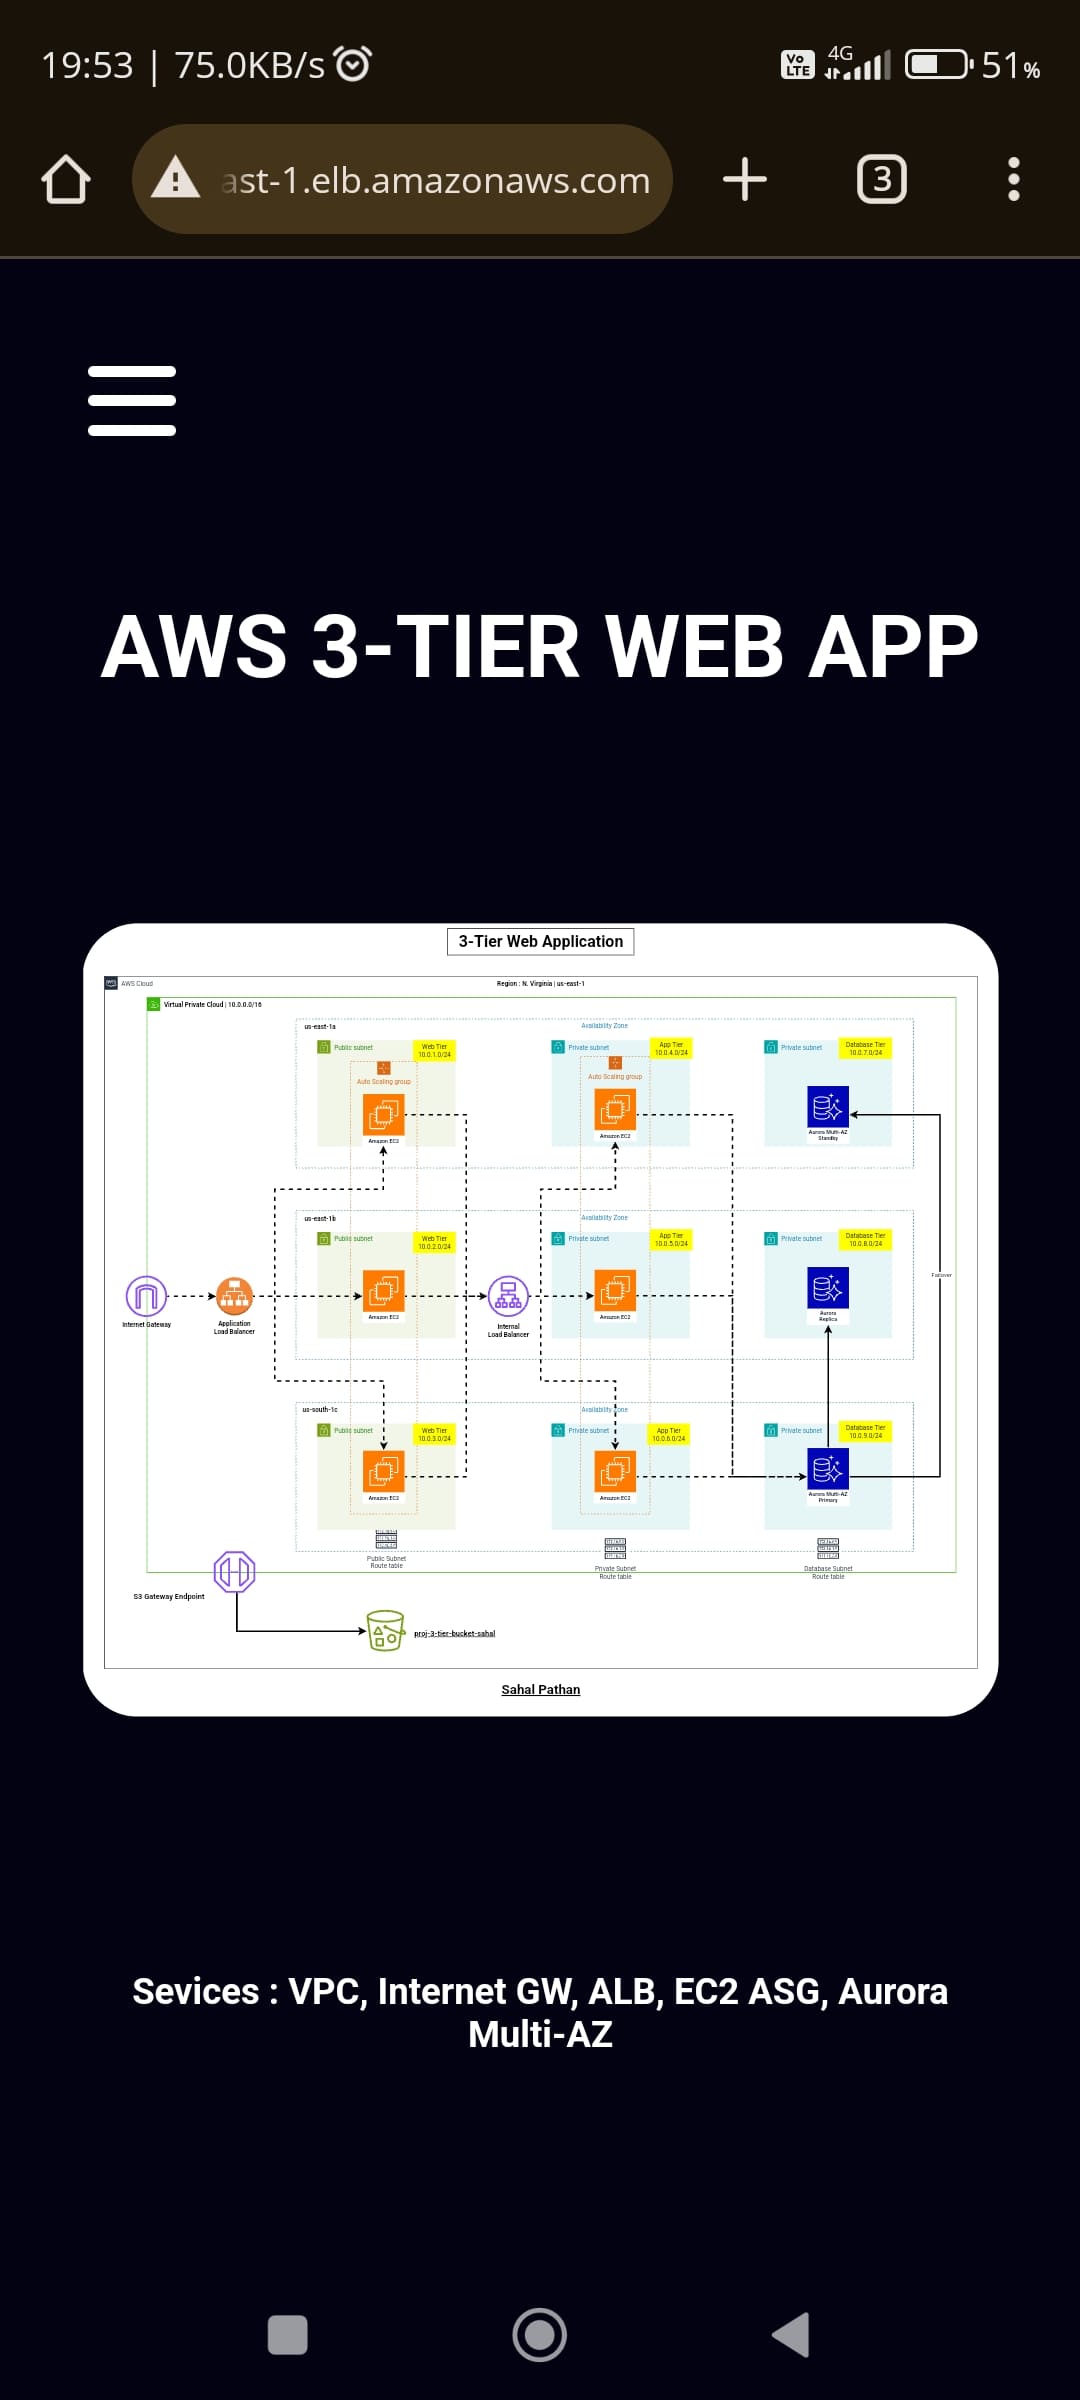 19:53 | 75.0KB/s
Vo LTE 4G 51%
ast-1.elb.amazonaws.com
3
AWS 3-TIER WEB APP
3-Tier Web Application
aws AWS Cloud
Region : N. Virginia | us-east-1
Virtual Private Cloud | 10.0.0.0/16
us-east-1a
Availability Zone
Public subnet
Web Tier
10.0.1.0/24
Private subnet
App Tier
10.0.4.0/24
Private subnet
Database Tier
10.0.7.0/24
Auto Scaling group
Auto Scaling group
Amazon EC2
Amazon EC2
Aurora Multi-AZ
Standby
us-east-1b
Availability Zone
Public subnet
Web Tier
10.0.2.0/24
Private subnet
App Tier
10.0.5.0/24
Private subnet
Database Tier
10.0.8.0/24
Failover
Internet Gateway
Application
Load Balancer
Amazon EC2
Internal
Load Balancer
Amazon EC2
Aurora
Replica
us-south-1c
Availability Zone
Public subnet
Web Tier
10.0.3.0/24
Private subnet
App Tier
10.0.6.0/24
Private subnet
Database Tier
10.0.9.0/24
Amazon EC2
Amazon EC2
Aurora Multi-AZ
Primary
Public Subnet
Route table
Private Subnet
Route table
Database Subnet
Route table
S3 Gateway Endpoint
proj-3-tier-bucket-sahal
Sahal Pathan
Sevices : VPC, Internet GW, ALB, EC2 ASG, Aurora
Multi-AZ